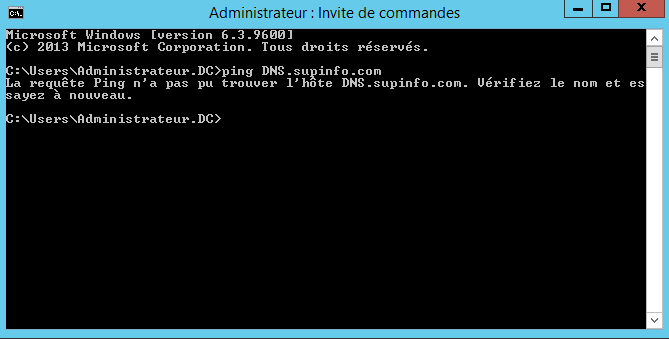 Administrateur : Invite de commandes
Microsoft Windows [version 6.3.9600]
(c) 2013 Microsoft Corporation. Tous droits réservés.
C:\Users\Administrateur.DC>ping DNS.supinfo.com
La requête Ping n'a pas pu trouver l'hôte DNS.supinfo.com. Vérifiez le nom et es
sayez à nouveau.
C:\Users\Administrateur.DC>